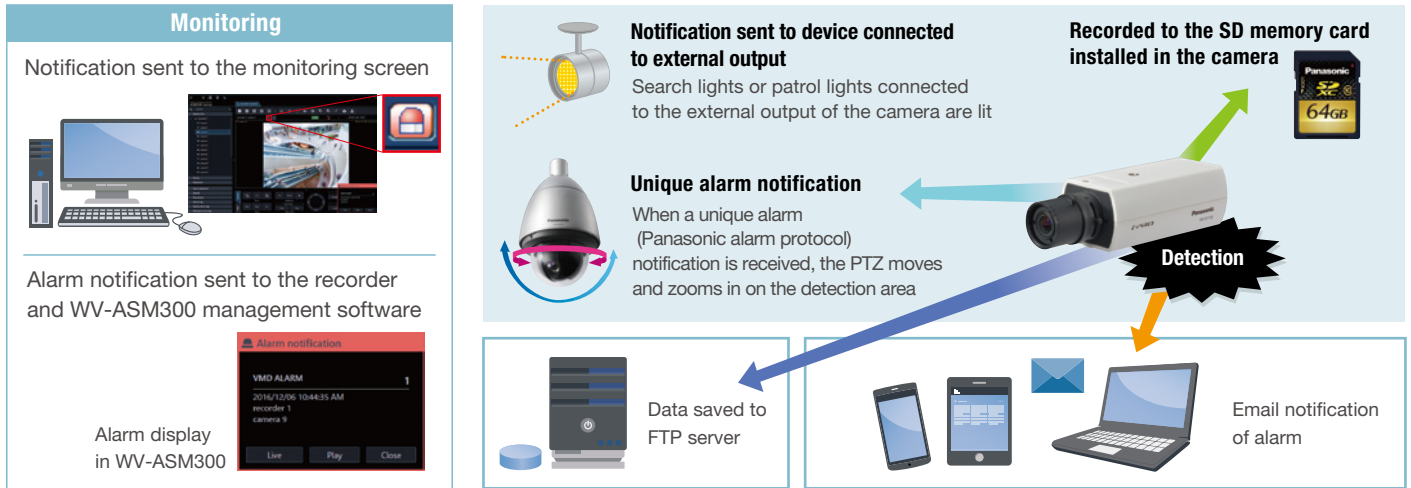 Monitoring
Notification sent to the monitoring screen
Alarm notification sent to the recorder
and WV-ASM300 management software
Alarm notification
VMD ALARM 1
2016/12/06 10:44:35 AM
recorder 1
camera 9
Live Play Close
Alarm display
in WV-ASM300
Notification sent to device connected
to external output
Search lights or patrol lights connected
to the external output of the camera are lit
Unique alarm notification
When a unique alarm
(Panasonic alarm protocol)
notification is received, the PTZ moves
and zooms in on the detection area
Panasonic
Recorded to the SD memory card
installed in the camera
Panasonic
SD
XC
64GB
Panasonic
i-PRO
Detection
Data saved to
FTP server
Email notification
of alarm